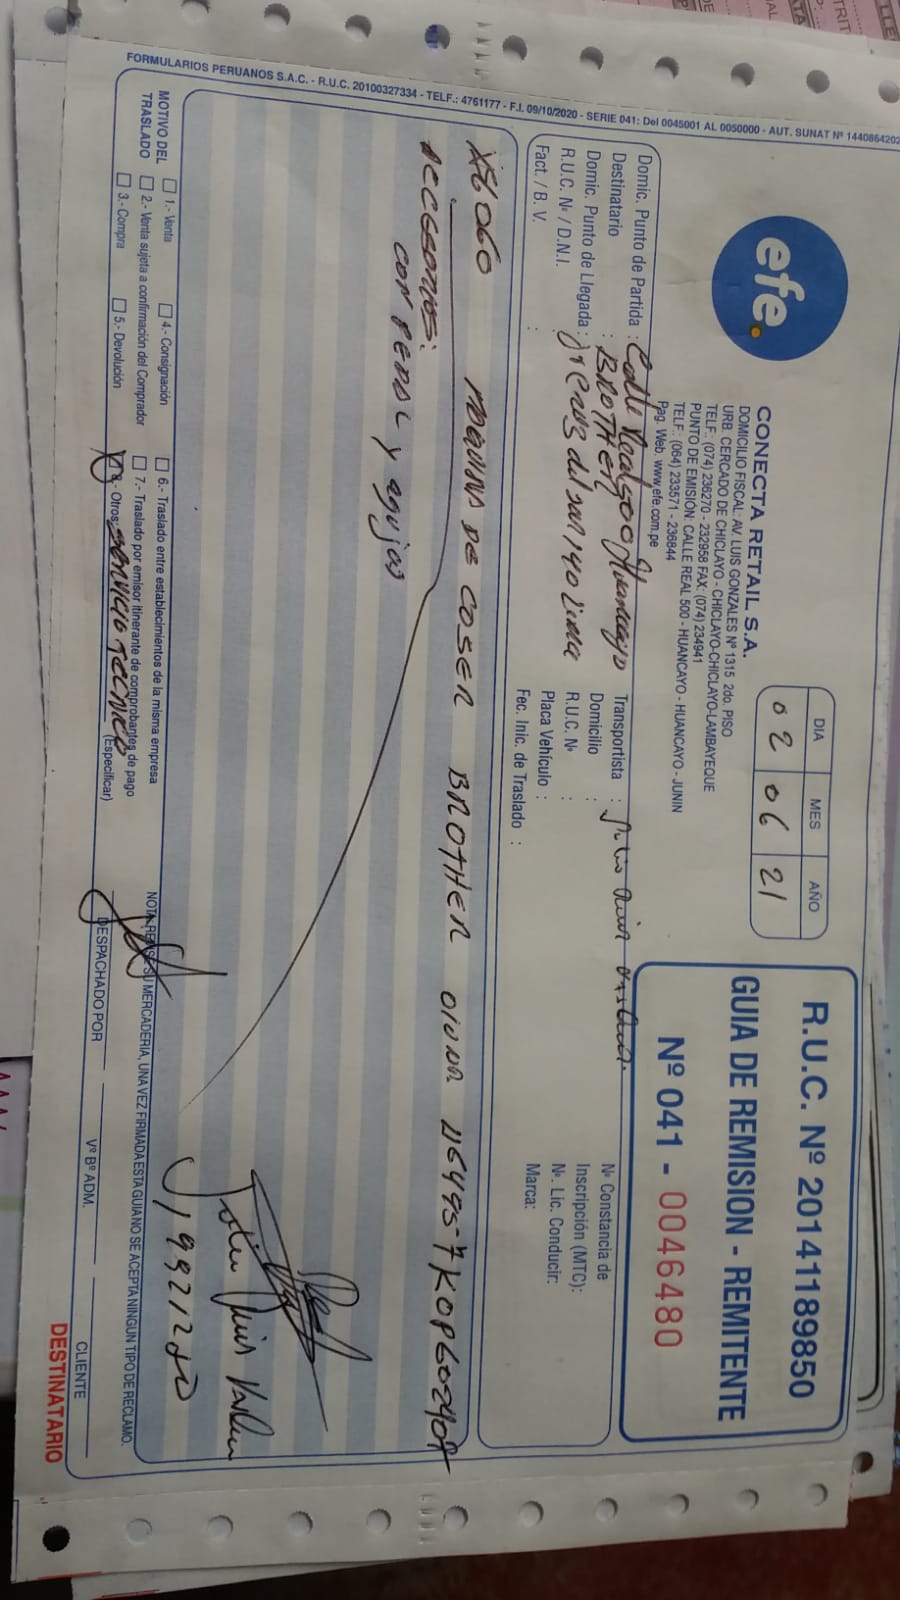 efe.
CONECTA RETAIL S.A.
DOMICILIO FISCAL: AV. LUIS GONZALES Nº 1315 2do. PISO
URB. CERCADO DE CHICLAYO - CHICLAYO-CHICLAYO-LAMBAYEQUE
TELF: (074) 236270 - 232958 FAX: (074) 234941
PUNTO DE EMISIÓN: CALLE REAL 500 - HUANCAYO - HUANCAYO - JUNIN
TELF.: (064) 233571 - 236844
Pag. Web. www.efe.com.pe
DIA MES AÑO
02 06 21
R.U.C. Nº 20141189850
GUIA DE REMISION - REMITENTE
Nº 041 - 0046480
Domic. Punto de Partida : Calle Real 500 Huancayo
Destinatario : BROTHER
Domic. Punto de Llegada :
R.U.C. Nº / D.N.I. :
Fact. / B. V. :
Transportista :
Domicilio :
R.U.C. Nº :
Placa Vehículo :
Fec. Inic. de Traslado :
Nº Constancia de
Inscripción (MTC):
Nº. Lic. Conducir:
Marca:
MAQUINA DE COSER BROTHER
ACCESORIOS:
CON PEDAL y agujas
MOTIVO DEL
TRASLADO
1.- Venta
2.- Venta sujeta a confirmación del Comprador
3.- Compra
4.- Consignación
5.- Devolución
6.- Traslado entre establecimientos de la misma empresa
7.- Traslado por emisor itinerante de comprobantes de pago
Otros: SERVICIO TECNICO (Especificar)
NOTA: REVISE SU MERCADERIA, UNA VEZ FIRMADA ESTA GUIA NO SE ACEPTA NINGUN TIPO DE RECLAMO.
DESPACHADO POR
Vº Bº ADM.
CLIENTE
DESTINATARIO
FORMULARIOS PERUANOS S.A.C. - R.U.C. 20100327334 - TELF.: 4761177 - F.I. 09/10/2020 - SERIE 041: Del 0045001 AL 0050000 - AUT. SUNAT Nº 1440864202